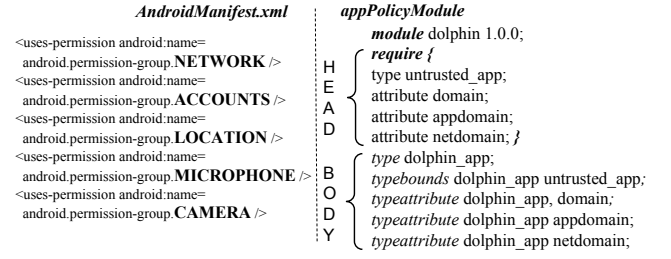 AndroidManifest.xml
<uses-permission android:name=
android.permission-group.NETWORK />
<uses-permission android:name=
android.permission-group.ACCOUNTS />
<uses-permission android:name=
android.permission-group.LOCATION />
<uses-permission android:name=
android.permission-group.MICROPHONE />
<uses-permission android:name=
android.permission-group.CAMERA />
appPolicyModule
module dolphin 1.0.0;
HEAD
require {
type untrusted_app;
attribute domain;
attribute appdomain;
attribute netdomain; }
BODY
type dolphin_app;
typebounds dolphin_app untrusted_app;
typeattribute dolphin_app, domain;
typeattribute dolphin_app appdomain;
typeattribute dolphin_app netdomain;